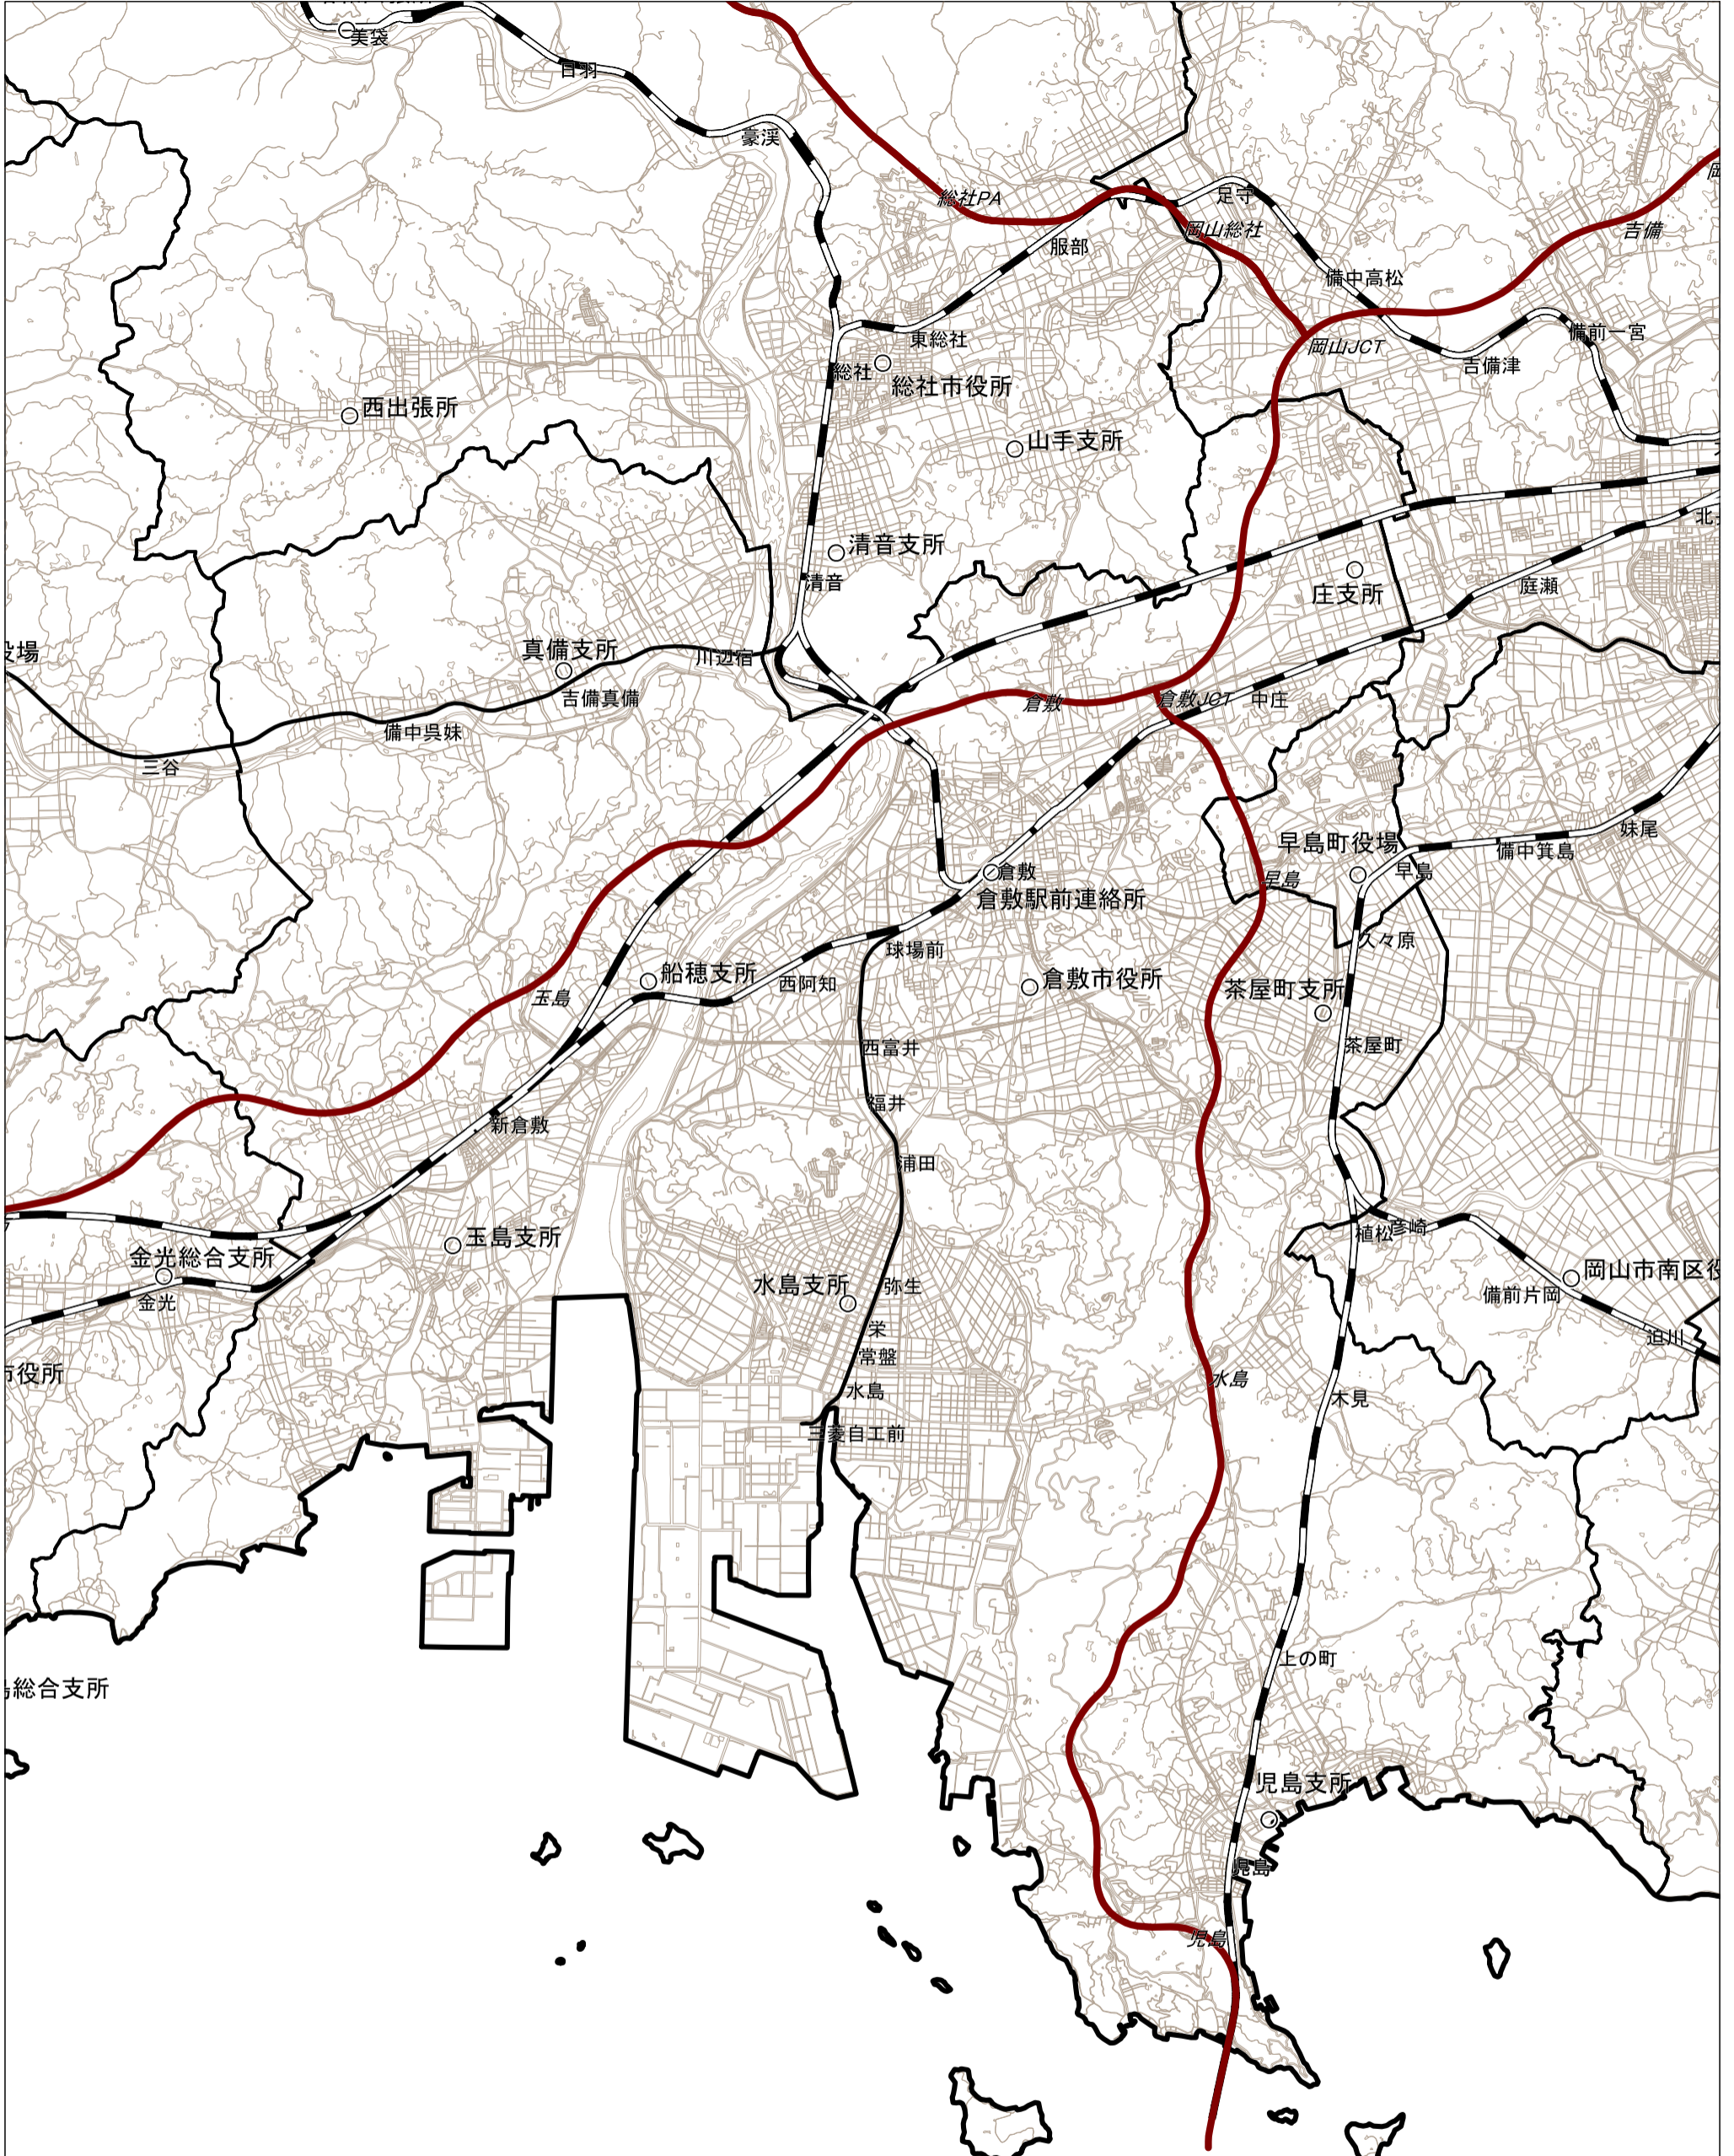 美袋
日羽
豪渓
総社PA
足守
岡山総社
吉備
服部
備中高松
東総社
岡山JCT
備前一宮
総社
総社市役所
吉備津
西出張所
山手支所
清音支所
清音
庄支所
庭瀬
役場
真備支所
川辺宿
吉備真備
倉敷
倉敷JCT
中庄
備中呉妹
三谷
早島町役場
妹尾
備中箕島
早島
早島
倉敷
倉敷駅前連絡所
球場前
久々原
船穂支所
西阿知
倉敷市役所
茶屋町支所
玉島
西富井
茶屋町
福井
新倉敷
浦田
植松
彦崎
玉島支所
金光総合支所
金光
水島支所
弥生
岡山市南区役
備前片岡
栄
迫川
常盤
市役所
水島
水島
木見
三菱自工前
上の町
島総合支所
児島支所
児島
児島